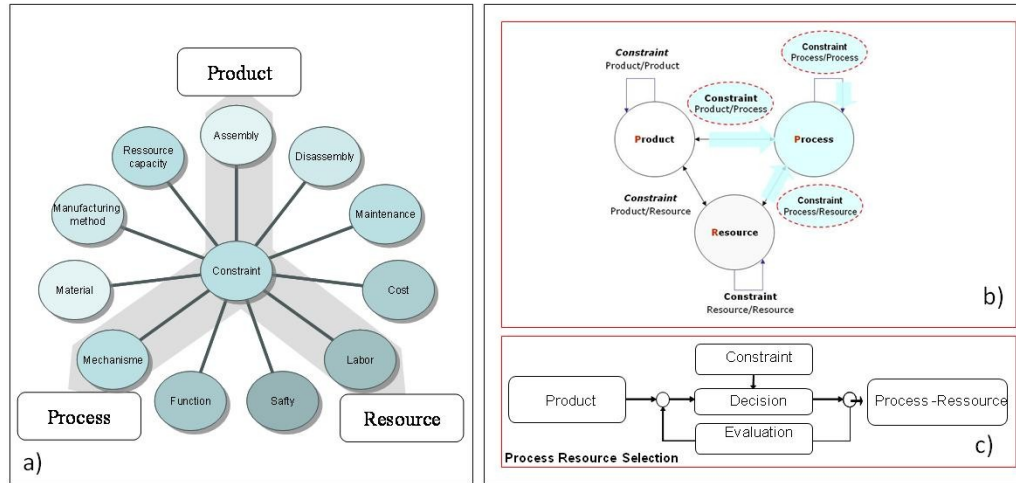 Product
Assembly
Ressource
capacity
Disassembly
Manufacturing
method
Maintenance
Constraint
Material
Cost
Mechanisme
Labor
Function
Safty
Process
Resource
a)
Constraint
Product/Product
Constraint
Process/Process
Constraint
Product/Process
Product
Process
Constraint
Product/Resource
Constraint
Process/Resource
Resource
Constraint
Resource/Resource
b)
Constraint
Product
Decision
Process -Ressource
Evaluation
Process Resource Selection
c)